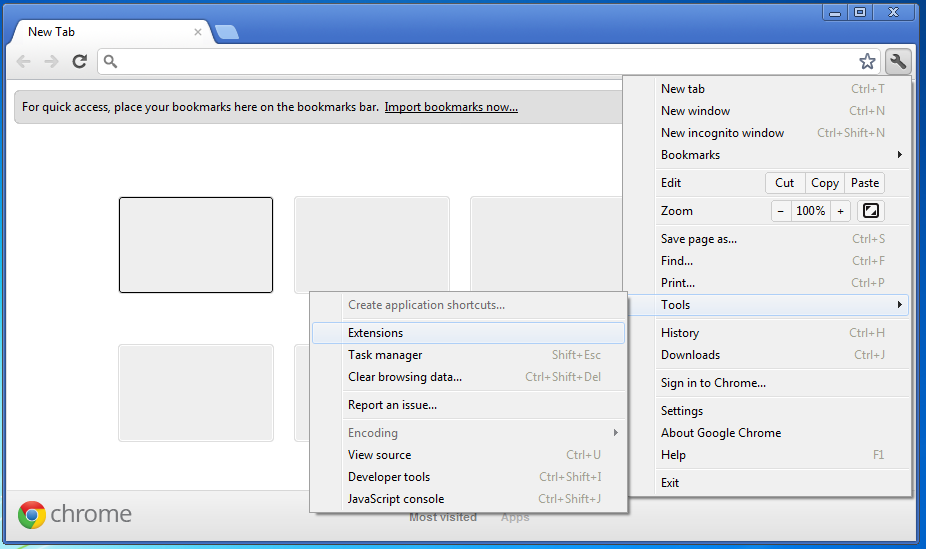 New Tab
For quick access, place your bookmarks here on the bookmarks bar. Import bookmarks now...
New tab Ctrl+T
New window Ctrl+N
New incognito window Ctrl+Shift+N
Bookmarks
Edit Cut Copy Paste
Zoom − 100% +
Save page as... Ctrl+S
Find... Ctrl+F
Print... Ctrl+P
Tools
History Ctrl+H
Downloads Ctrl+J
Sign in to Chrome...
Settings
About Google Chrome
Help F1
Exit
Create application shortcuts...
Extensions
Task manager Shift+Esc
Clear browsing data... Ctrl+Shift+Del
Report an issue...
Encoding
View source Ctrl+U
Developer tools Ctrl+Shift+I
JavaScript console Ctrl+Shift+J
chrome
Most visited Apps